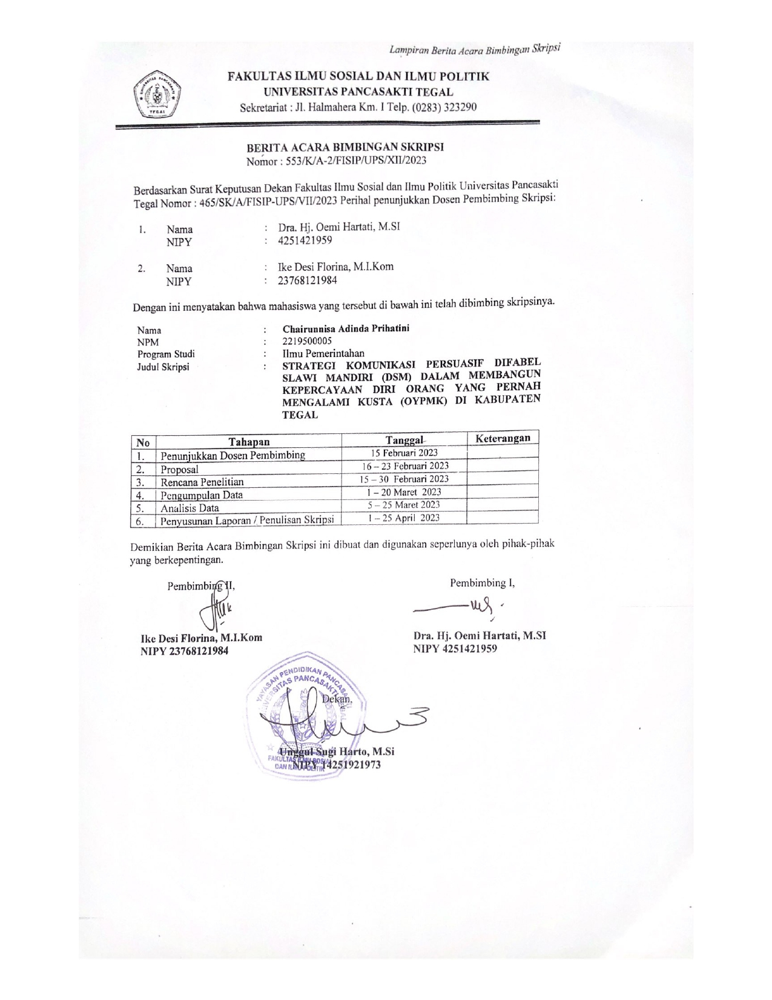 Lampiran Berita Acara Bimbingan Skripsi
UNIVERSITAS PANCASAKTI
TEGAL
FAKULTAS ILMU SOSIAL DAN ILMU POLITIK
UNIVERSITAS PANCASAKTI TEGAL
Sekretariat : Jl. Halmahera Km. I Telp. (0283) 323290
BERITA ACARA BIMBINGAN SKRIPSI
Nomor : 553/K/A-2/FISIP/UPS/XII/2023
Berdasarkan Surat Keputusan Dekan Fakultas Ilmu Sosial dan Ilmu Politik Universitas Pancasakti
Tegal Nomor : 465/SK/A/FISIP-UPS/VII/2023 Perihal penunjukkan Dosen Pembimbing Skripsi:
1. Nama : Dra. Hj. Oemi Hartati, M.SI
NIPY : 4251421959
2. Nama : Ike Desi Florina, M.I.Kom
NIPY : 23768121984
Dengan ini menyatakan bahwa mahasiswa yang tersebut di bawah ini telah dibimbing skripsinya.
Nama : Chairunnisa Adinda Prihatini
NPM : 2219500005
Program Studi : Ilmu Pemerintahan
Judul Skripsi : STRATEGI KOMUNIKASI PERSUASIF DIFABEL
SLAWI MANDIRI (DSM) DALAM MEMBANGUN
KEPERCAYAAN DIRI ORANG YANG PERNAH
MENGALAMI KUSTA (OYPMK) DI KABUPATEN
TEGAL
No Tahapan Tanggal Keterangan
1. Penunjukkan Dosen Pembimbing 15 Februari 2023
2. Proposal 16 – 23 Februari 2023
3. Rencana Penelitian 15 – 30 Februari 2023
4. Pengumpulan Data 1 – 20 Maret 2023
5. Analisis Data 5 – 25 Maret 2023
6. Penyusunan Laporan / Penulisan Skripsi 1 – 25 April 2023
Demikian Berita Acara Bimbingan Skripsi ini dibuat dan digunakan seperlunya oleh pihak-pihak
yang berkepentingan.
Pembimbing II, Pembimbing I,
Ike Desi Florina, M.I.Kom Dra. Hj. Oemi Hartati, M.SI
NIPY 23768121984 NIPY 4251421959
YAYASAN PENDIDIKAN PANCASAKTI
UNIVERSITAS PANCASAKTI TEGAL
Dekan,
Unggul Sugi Harto, M.Si
NIPY 14251921973
FAKULTAS ILMU SOSIAL
DAN ILMU POLITIK